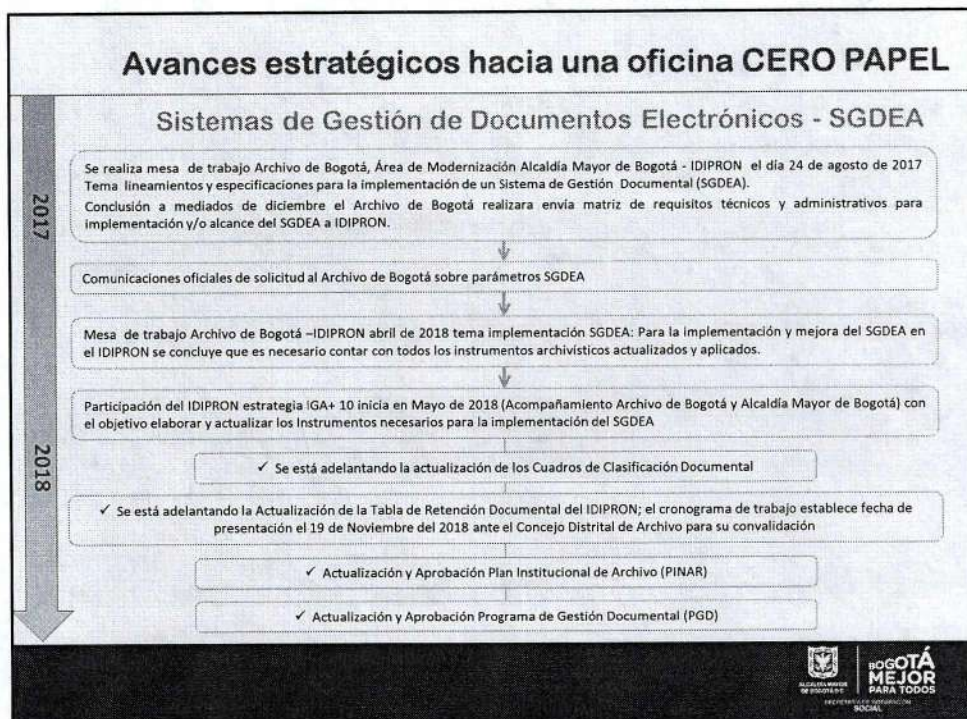 Avances estratégicos hacia una oficina CERO PAPEL
Sistemas de Gestión de Documentos Electrónicos - SGDEA
2017
Se realiza mesa de trabajo Archivo de Bogotá, Área de Modernización Alcaldía Mayor de Bogotá - IDIPRON el día 24 de agosto de 2017
Tema lineamientos y especificaciones para la implementación de un Sistema de Gestión Documental (SGDEA).
Conclusión a mediados de diciembre el Archivo de Bogotá realizara envía matriz de requisitos técnicos y administrativos para
implementación y/o alcance del SGDEA a IDIPRON.
Comunicaciones oficiales de solicitud al Archivo de Bogotá sobre parámetros SGDEA
Mesa de trabajo Archivo de Bogotá –IDIPRON abril de 2018 tema implementación SGDEA: Para la implementación y mejora del SGDEA en
el IDIPRON se concluye que es necesario contar con todos los instrumentos archivísticos actualizados y aplicados.
Participación del IDIPRON estrategia IGA+ 10 inicia en Mayo de 2018 (Acompañamiento Archivo de Bogotá y Alcaldía Mayor de Bogotá) con
el objetivo elaborar y actualizar los Instrumentos necesarios para la implementación del SGDEA
2018
✓ Se está adelantando la actualización de los Cuadros de Clasificación Documental
✓ Se está adelantando la Actualización de la Tabla de Retención Documental del IDIPRON; el cronograma de trabajo establece fecha de
presentación el 19 de Noviembre del 2018 ante el Concejo Distrital de Archivo para su convalidación
✓ Actualización y Aprobación Plan Institucional de Archivo (PINAR)
✓ Actualización y Aprobación Programa de Gestión Documental (PGD)
ALCALDÍA MAYOR
DE BOGOTÁ D.C.
BOGOTÁ
MEJOR
PARA TODOS
SECRETARÍA DE INTEGRACIÓN
SOCIAL